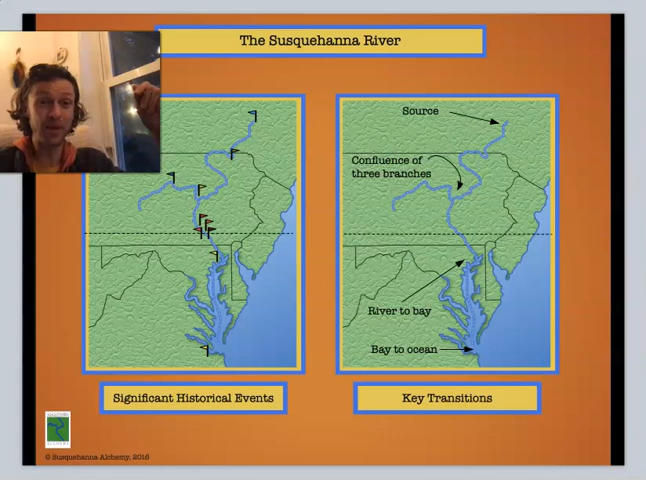 The Susquehanna River
Source
Confluence of
three branches
River to bay
Bay to ocean
Significant Historical Events
Key Transitions
© Susquehanna Alchemy, 2016